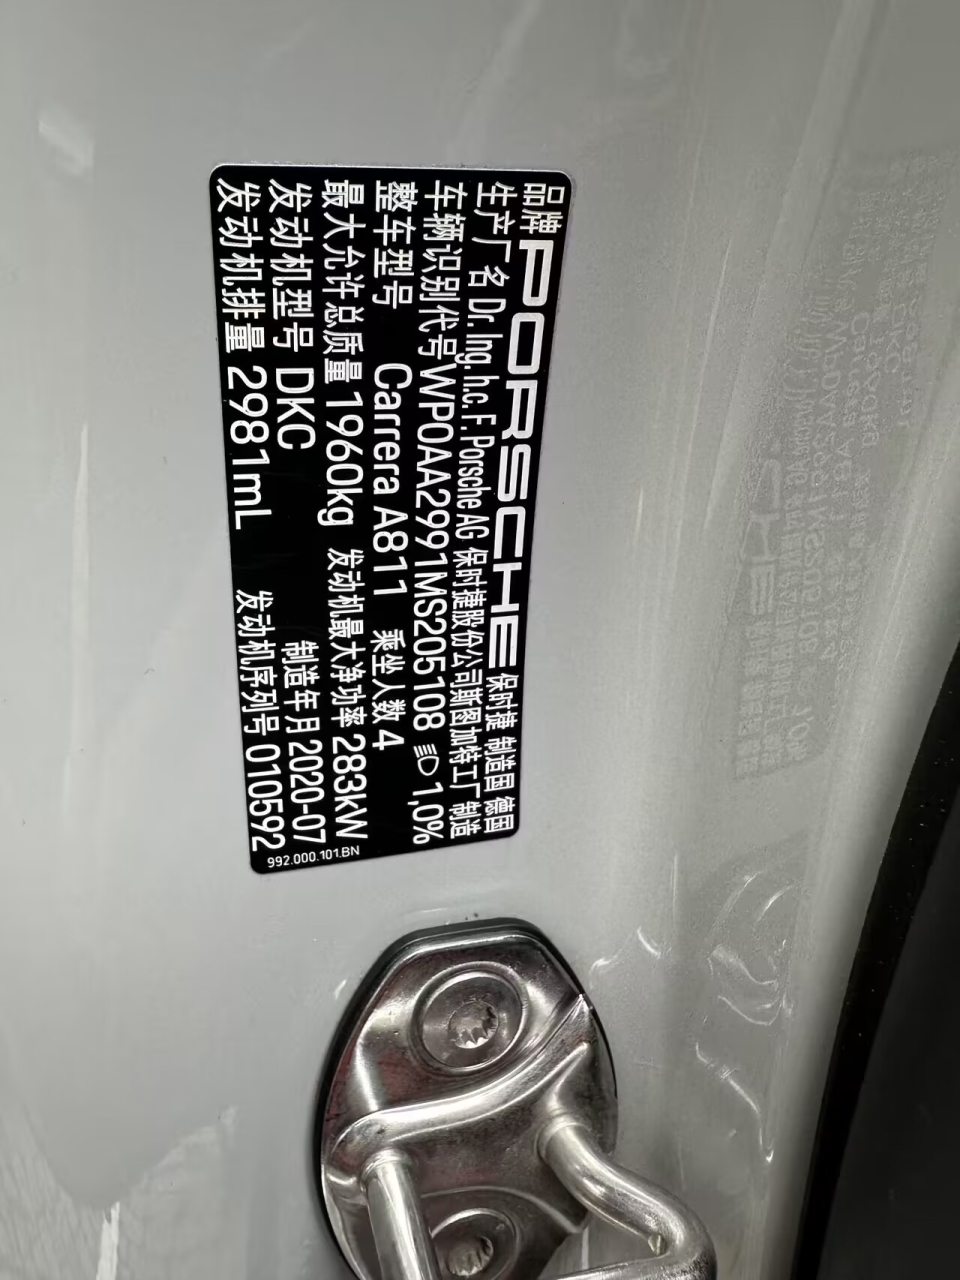 品牌 PORSCHE 保时捷 制造国 德国
生产厂名 Dr. Ing. h.c. F. Porsche AG 保时捷股份公司斯图加特工厂制造
车辆识别代号 WP0AA2991MS205108 1,0%
整车型号 Carrera A811 乘坐人数 4
最大允许总质量 1960kg 发动机最大净功率 283kW
发动机型号 DKC 制造年月 2020-07
发动机排量 2981mL 发动机序列号 010592
992.000.101.BN